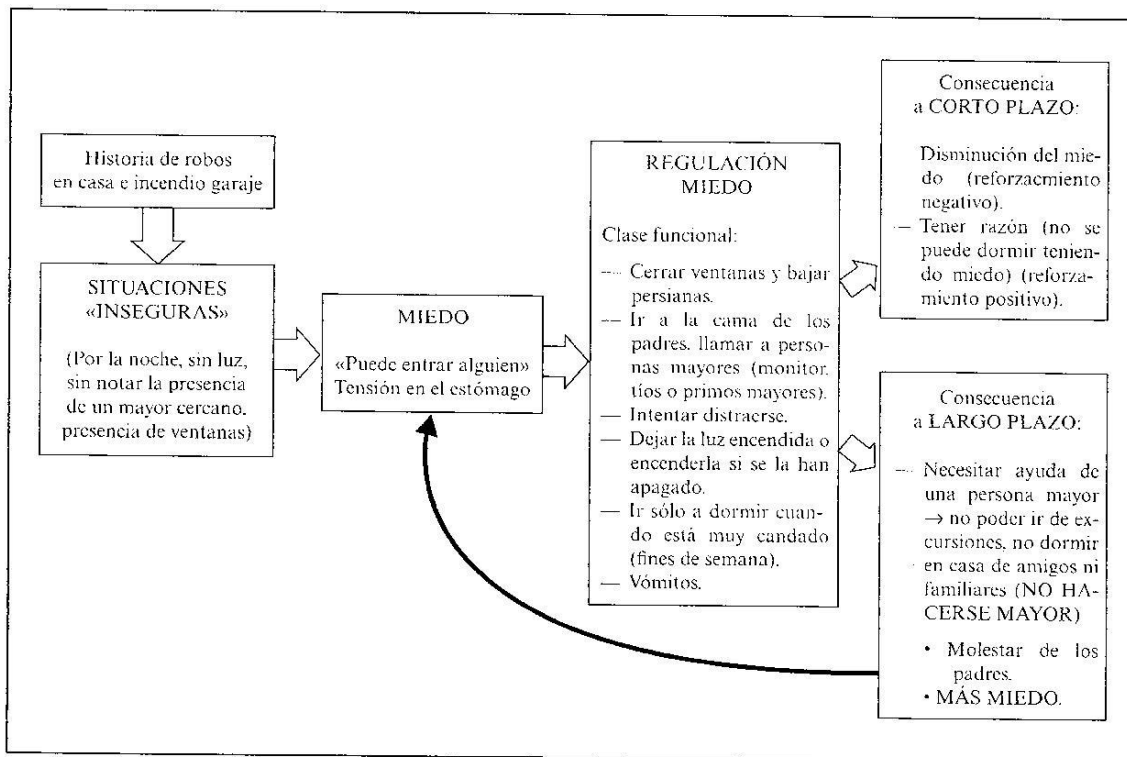 Historia de robos
en casa e incendio garaje
SITUACIONES
«INSEGURAS»
(Por la noche, sin luz,
sin notar la presencia
de un mayor cercano,
presencia de ventanas)
MIEDO
«Puede entrar alguien»
Tensión en el estómago
REGULACIÓN
MIEDO
Clase funcional:
— Cerrar ventanas y bajar
persianas.
— Ir a la cama de los
padres, llamar a perso-
nas mayores (monitor,
tíos o primos mayores).
— Intentar distraerse.
— Dejar la luz encendida o
encenderla si se la han
apagado.
— Ir sólo a dormir cuan-
do está muy candado
(fines de semana).
— Vómitos.
Consecuencia
a CORTO PLAZO:
Disminución del mie-
do (reforzacmiento
negativo).
— Tener razón (no se
puede dormir tenien-
do miedo) (reforza-
miento positivo).
Consecuencia
a LARGO PLAZO:
— Necesitar ayuda de
una persona mayor
→ no poder ir de ex-
cursiones, no dormir
en casa de amigos ni
familiares (NO HA-
CERSE MAYOR)
• Molestar de los
padres.
• MÁS MIEDO.